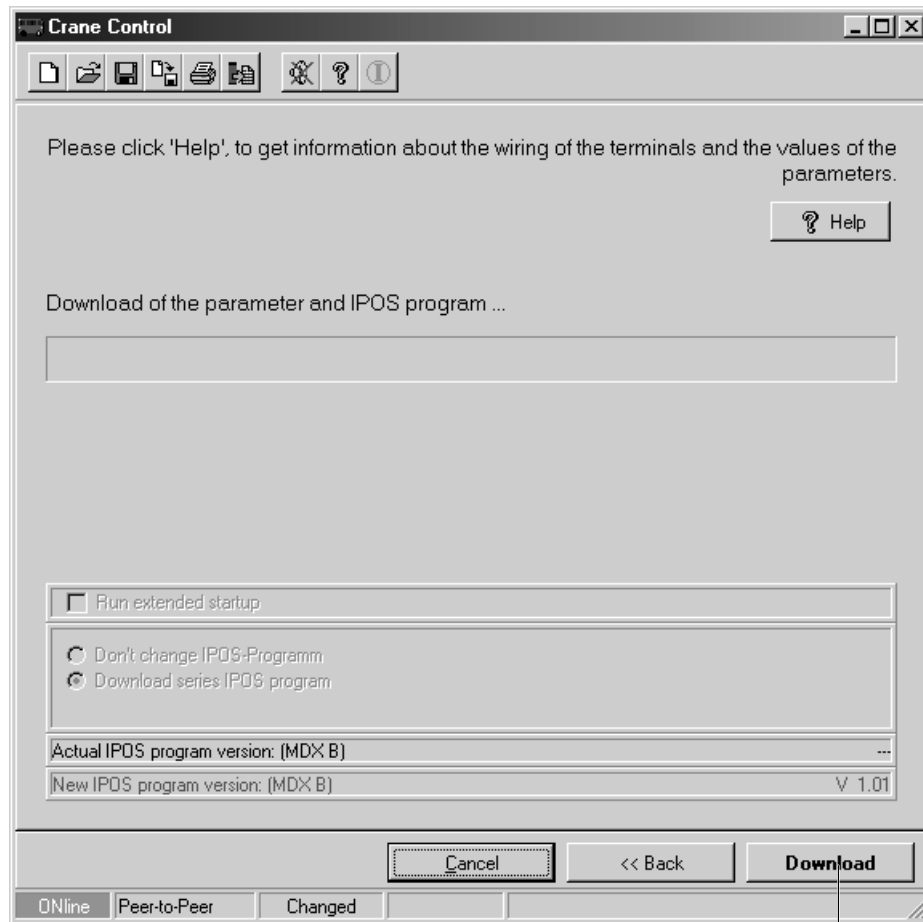 Crane Control
Please click 'Help', to get information about the wiring of the terminals and the values of the
parameters.
? Help
Download of the parameter and IPOS program ...
Run extended startup
Don't change IPOS-Programm
Download series IPOS program
Actual IPOS program version: (MDX B) ---
New IPOS program version: (MDX B) V 1.01
Cancel << Back Download
ONline Peer-to-Peer Changed